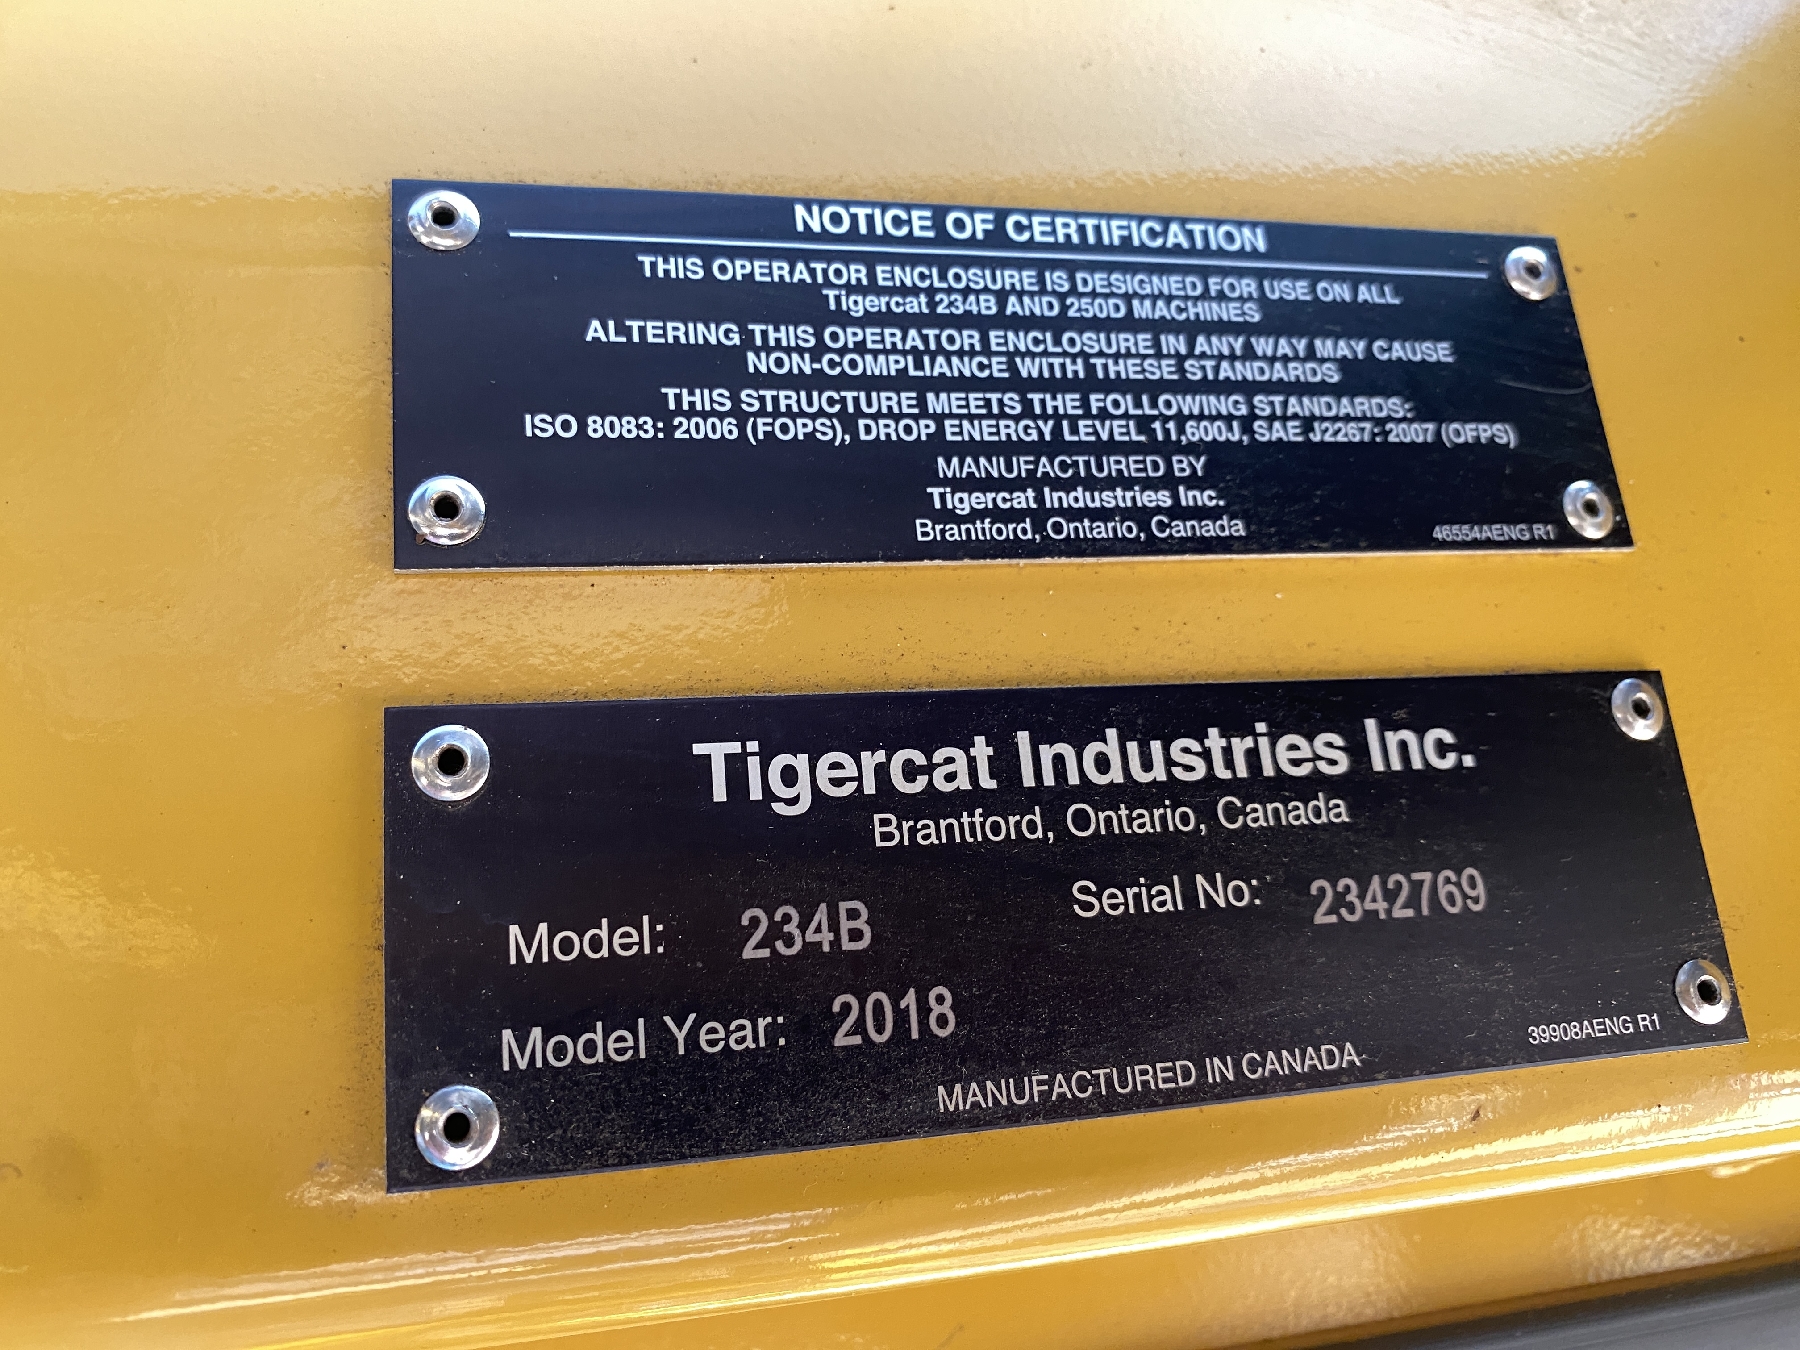 NOTICE OF CERTIFICATION
THIS OPERATOR ENCLOSURE IS DESIGNED FOR USE ON ALL
Tigercat 234B AND 250D MACHINES
ALTERING THIS OPERATOR ENCLOSURE IN ANY WAY MAY CAUSE
NON-COMPLIANCE WITH THESE STANDARDS
THIS STRUCTURE MEETS THE FOLLOWING STANDARDS:
ISO 8083: 2006 (FOPS), DROP ENERGY LEVEL 11,600J, SAE J2267: 2007 (OFPS)
MANUFACTURED BY
Tigercat Industries Inc.
Brantford, Ontario, Canada
46554AENG R1
Tigercat Industries Inc.
Brantford, Ontario, Canada
Model: 234B Serial No: 2342769
Model Year: 2018
39908AENG R1
MANUFACTURED IN CANADA